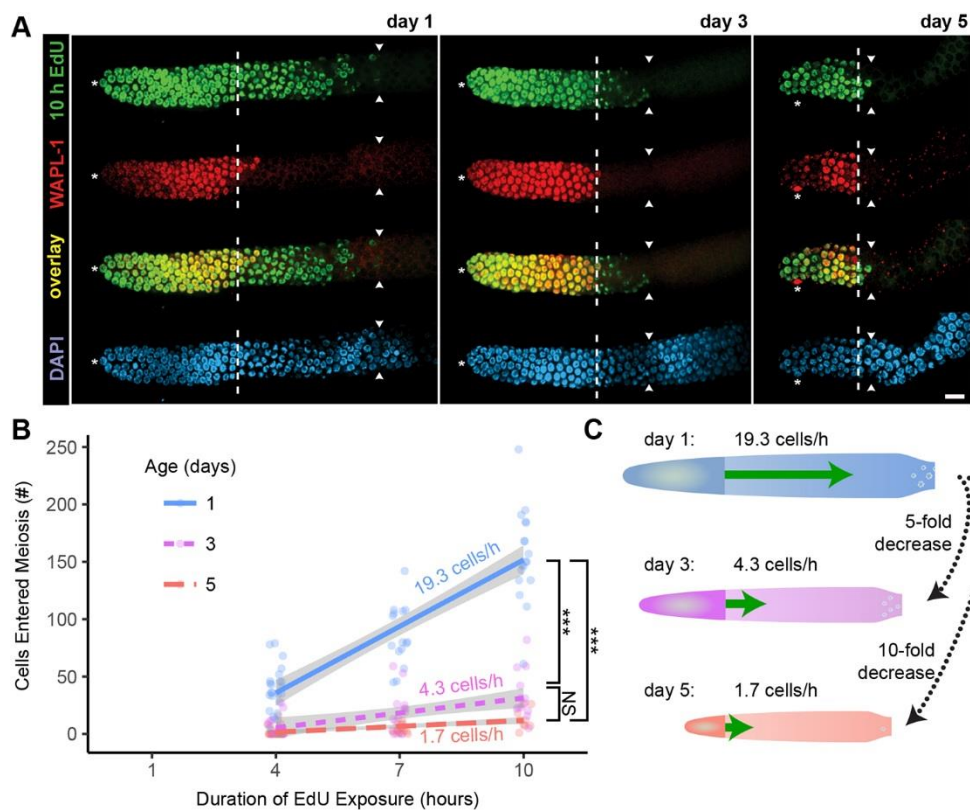 A
day 1
day 3
day 5
10 h EdU
WAPL-1
overlay
DAPI
*
*
*
*
*
*
*
*
*
*
*
*
B
Cells Entered Meiosis (#)
250
200
150
100
50
0
Age (days)
1
3
5
19.3 cells/h
4.3 cells/h
1.7 cells/h
***
***
NS
1
4
7
10
Duration of EdU Exposure (hours)
C
day 1: 19.3 cells/h
5-fold
decrease
day 3: 4.3 cells/h
10-fold
decrease
day 5: 1.7 cells/h